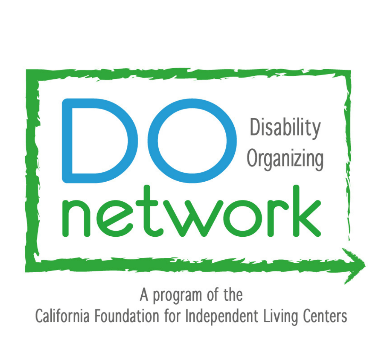 DO
Disability
Organizing
network
A program of the
California Foundation for Independent Living Centers